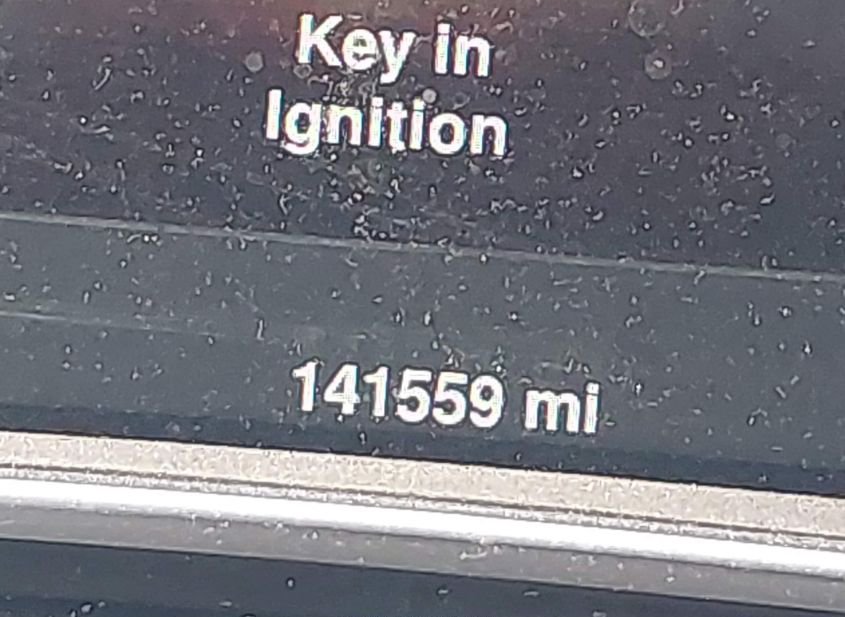 Key in
Ignition
141559 mi